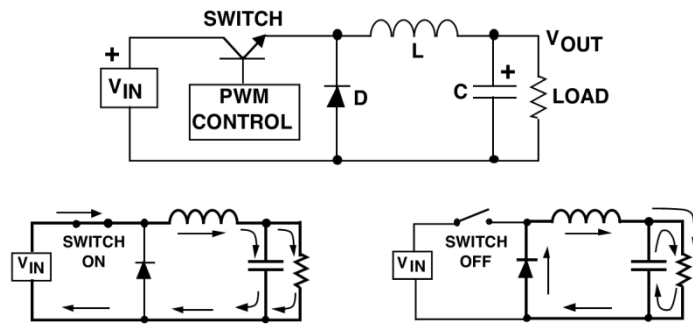 SWITCH
+
VIN
PWM
CONTROL
D
L
C
+
VOUT
LOAD
VIN
SWITCH
ON
VIN
SWITCH
OFF